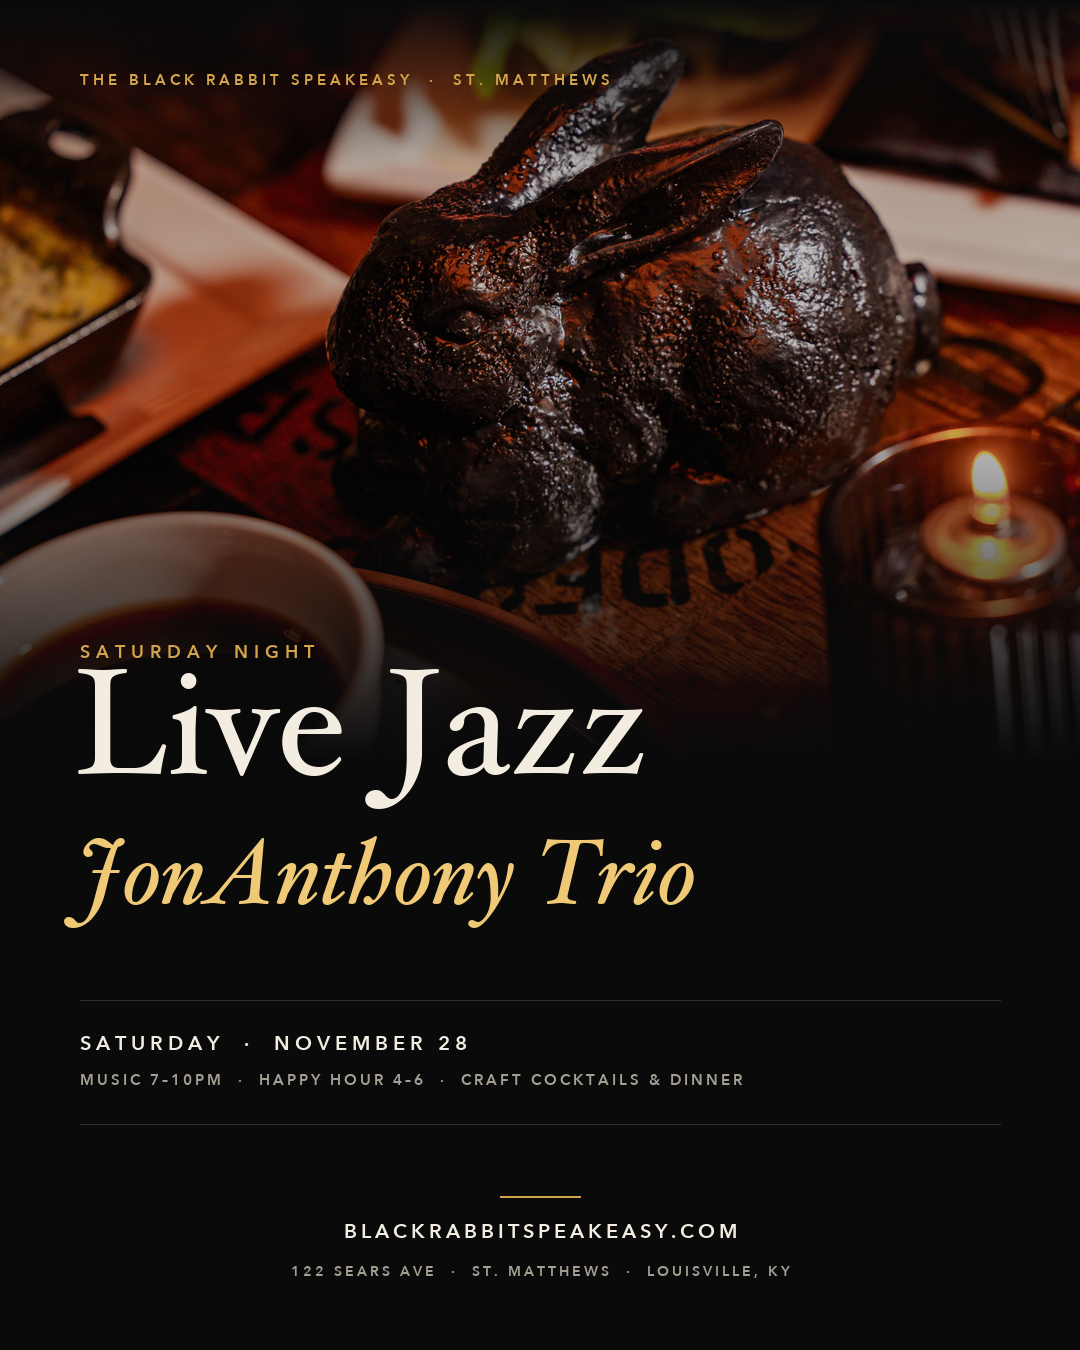 THE BLACK RABBIT SPEAKEASY · ST. MATTHEWS
SATURDAY NIGHT
Live Jazz
JonAnthony Trio
SATURDAY · NOVEMBER 28
MUSIC 7–10PM · HAPPY HOUR 4–6 · CRAFT COCKTAILS & DINNER
BLACKRABBITSPEAKEASY.COM
122 SEARS AVE · ST. MATTHEWS · LOUISVILLE, KY